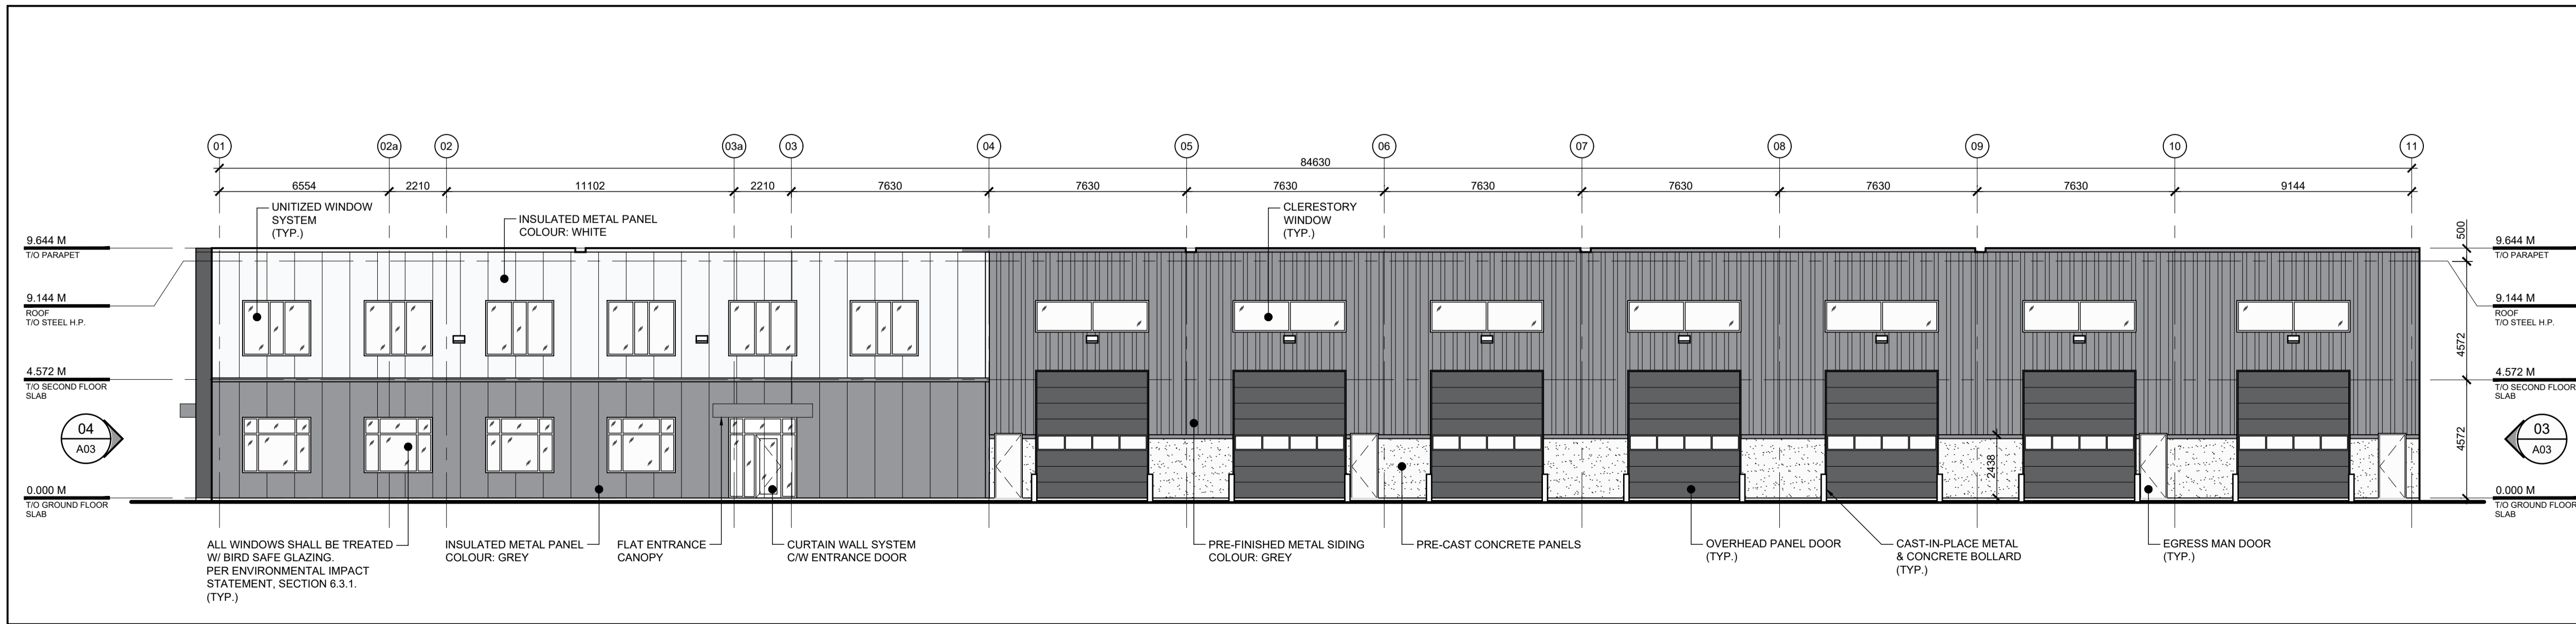 01 02a 02 03a 03 04 05 06 07 08 09 10 11
84630
6554 2210 11102 2210 7630 7630 7630 7630 7630 7630 7630 9144
UNITIZED WINDOW
SYSTEM
(TYP.)
INSULATED METAL PANEL
COLOUR: WHITE
CLERESTORY
WINDOW
(TYP.)
9.644 M
T/O PARAPET
9.144 M
ROOF
T/O STEEL H.P.
4.572 M
T/O SECOND FLOOR
SLAB
04
A03
0.000 M
T/O GROUND FLOOR
SLAB
2438
500
4572
4572
9.644 M
T/O PARAPET
9.144 M
ROOF
T/O STEEL H.P.
4.572 M
T/O SECOND FLOOR
SLAB
03
A03
0.000 M
T/O GROUND FLOOR
SLAB
ALL WINDOWS SHALL BE TREATED
W/ BIRD SAFE GLAZING.
PER ENVIRONMENTAL IMPACT
STATEMENT, SECTION 6.3.1.
(TYP.)
INSULATED METAL PANEL
COLOUR: GREY
FLAT ENTRANCE
CANOPY
CURTAIN WALL SYSTEM
C/W ENTRANCE DOOR
PRE-FINISHED METAL SIDING
COLOUR: GREY
PRE-CAST CONCRETE PANELS
OVERHEAD PANEL DOOR
(TYP.)
CAST-IN-PLACE METAL
& CONCRETE BOLLARD
(TYP.)
EGRESS MAN DOOR
(TYP.)